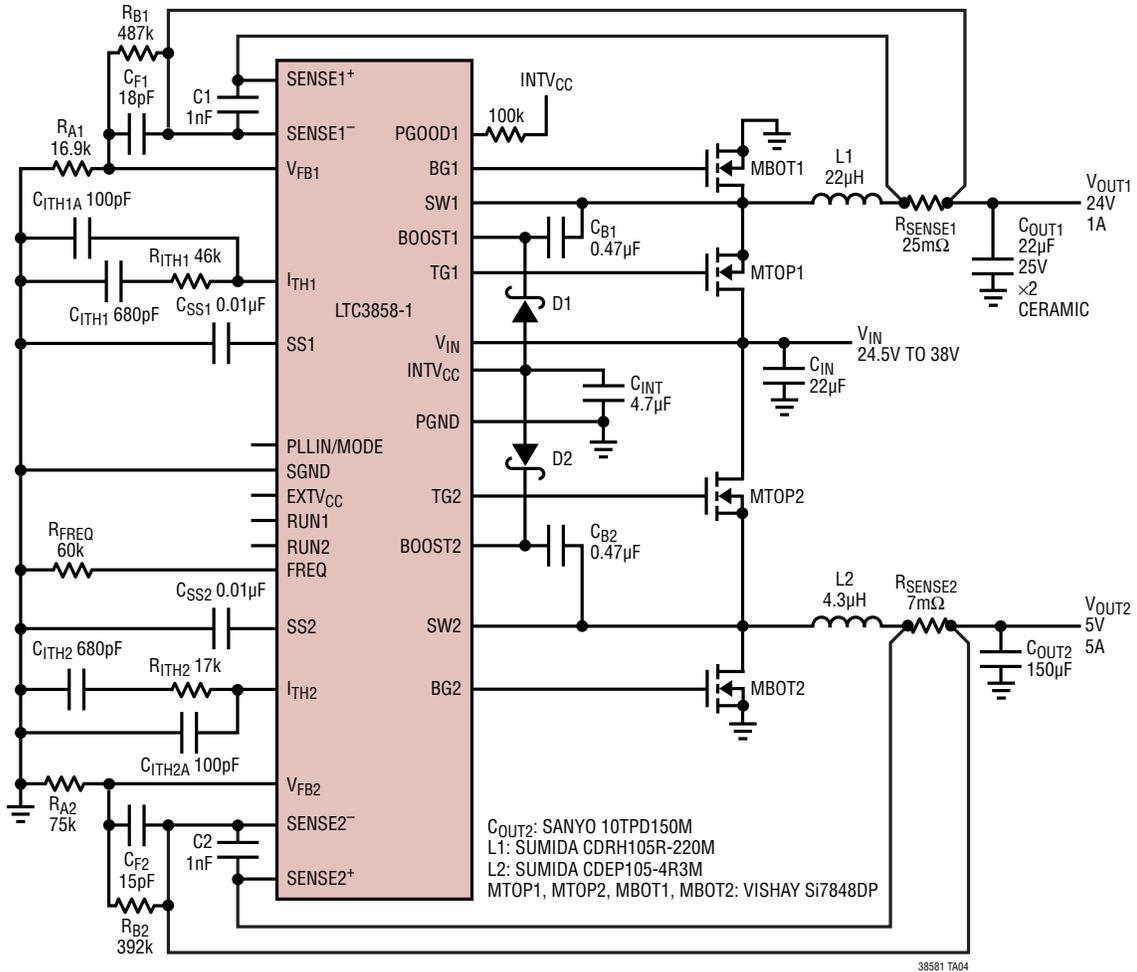 RB1
487k
CF1
18pF
C1
1nF
RA1
16.9k
CITH1A 100pF
RITH1 46k
CITH1 680pF
CSS1 0.01µF
RFREQ
60k
CSS2 0.01µF
CITH2 680pF
RITH2 17k
CITH2A 100pF
RA2
75k
CF2
15pF
C2
1nF
RB2
392k
SENSE1+
SENSE1–
VFB1
ITH1
SS1
PLLIN/MODE
SGND
EXTVCC
RUN1
RUN2
FREQ
SS2
ITH2
VFB2
SENSE2–
SENSE2+
LTC3858-1
PGOOD1
BG1
SW1
BOOST1
TG1
VIN
INTVCC
PGND
TG2
BOOST2
SW2
BG2
INTVCC
100k
MBOT1
L1
22µH
CB1
0.47µF
MTOP1
D1
RSENSE1
25mΩ
VOUT1
24V
1A
COUT1
22µF
25V
×2
CERAMIC
VIN
24.5V TO 38V
CIN
22µF
CINT
4.7µF
D2
MTOP2
CB2
0.47µF
L2
4.3µH
RSENSE2
7mΩ
VOUT2
5V
5A
COUT2
150µF
MBOT2
COUT2: SANYO 10TPD150M
L1: SUMIDA CDRH105R-220M
L2: SUMIDA CDEP105-4R3M
MTOP1, MTOP2, MBOT1, MBOT2: VISHAY Si7848DP
38581 TA04